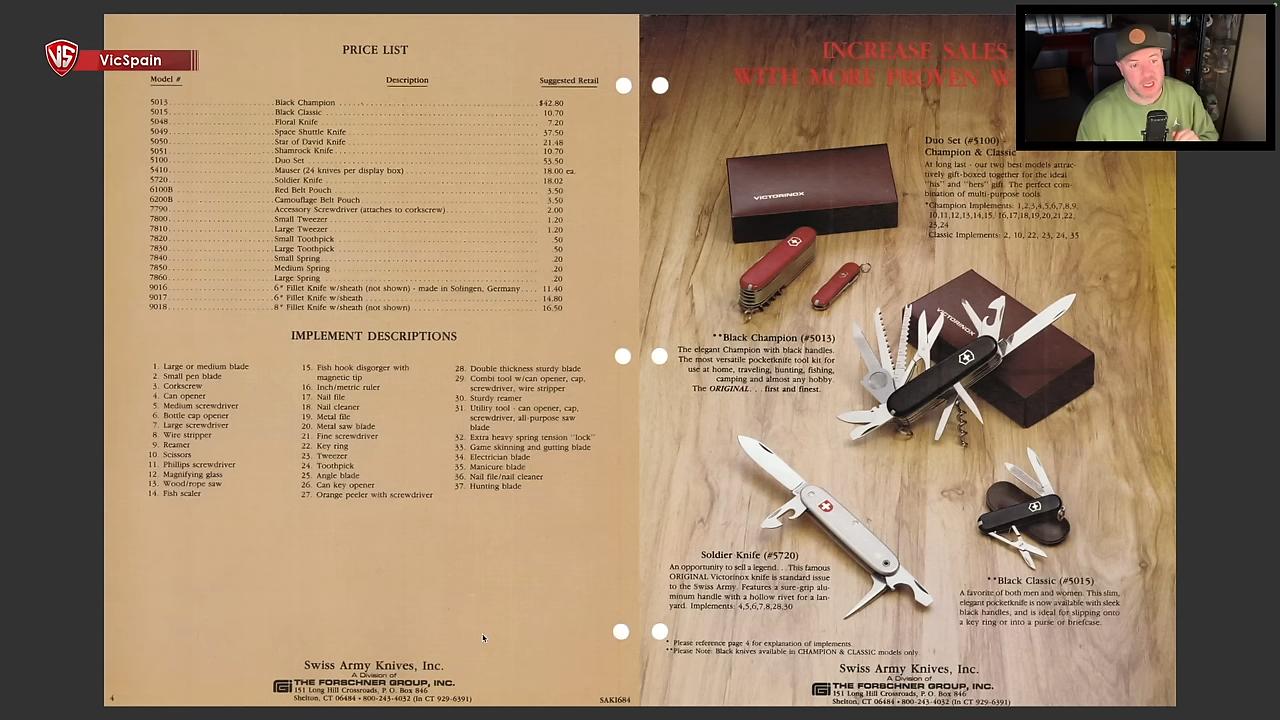 VicSpain
PRICE LIST
Model # Description Suggested Retail
5013 Black Champion $42.80
5015 Black Classic 10.70
5048 Floral Knife 7.20
5049 Space Shuttle Knife 37.50
5050 Star of David Knife 21.48
5051 Shamrock Knife 10.70
5100 Duo Set 53.50
5410 Mauser (24 knives per display box) 18.00 ea.
5720 Soldier Knife 18.02
6100B Red Belt Pouch 3.50
6200B Camouflage Belt Pouch 3.50
7790 Accessory Screwdriver (attaches to corkscrew) 2.00
7800 Small Tweezer 1.20
7810 Large Tweezer 1.20
7820 Small Toothpick .50
7830 Large Toothpick .50
7840 Small Spring .20
7850 Medium Spring .20
7860 Large Spring .20
9016 6" Fillet Knife w/sheath (not shown) - made in Solingen, Germany 11.40
9017 6" Fillet Knife w/sheath 14.80
9018 8" Fillet Knife w/sheath (not shown) 16.50
IMPLEMENT DESCRIPTIONS
1. Large or medium blade
2. Small pen blade
3. Corkscrew
4. Can opener
5. Medium screwdriver
6. Bottle cap opener
7. Large screwdriver
8. Wire stripper
9. Reamer
10. Scissors
11. Phillips screwdriver
12. Magnifying glass
13. Wood/rope saw
14. Fish scaler
15. Fish hook disgorger with
magnetic tip
16. Inch/metric ruler
17. Nail file
18. Nail cleaner
19. Metal file
20. Metal saw blade
21. Fine screwdriver
22. Key ring
23. Tweezer
24. Toothpick
25. Angle blade
26. Can key opener
27. Orange peeler with screwdriver
28. Double thickness sturdy blade
29. Combi tool w/can opener, cap,
screwdriver, wire stripper
30. Sturdy reamer
31. Utility tool - can opener, cap,
screwdriver, all-purpose saw
blade
32. Extra heavy spring tension "lock"
33. Game skinning and gutting blade
34. Electrician blade
35. Manicure blade
36. Nail file/nail cleaner
37. Hunting blade
Swiss Army Knives, Inc.
A Division of
THE FORSCHNER GROUP, INC.
151 Long Hill Crossroads, P. O. Box 846
Shelton, CT 06484 • 800-243-4032 (In CT 929-6391)
4
SAKI684
INCREASE SALES
WITH MORE PROVEN W
Duo Set (#5100) -
Champion & Classic
At long last - our two best models attrac-
tively gift-boxed together for the ideal
"his" and "hers" gift. The perfect com-
bination of multi-purpose tools.
*Champion Implements: 1,2,3,4,5,6,7,8,9,
10,11,12,13,14,15, 16,17,18,19,20,21,22,
23,24
Classic Implements: 2, 10, 22, 23, 24, 35
VICTORINOX
VICTORINOX
**Black Champion (#5013)
The elegant Champion with black handles.
The most versatile pocketknife tool kit for
use at home, traveling, hunting, fishing,
camping and almost any hobby.
The ORIGINAL. . . first and finest.
Soldier Knife (#5720)
An opportunity to sell a legend. . .This famous
ORIGINAL Victorinox knife is standard issue
to the Swiss Army. Features a sure-grip alu-
minum handle with a hollow rivet for a lan-
yard. Implements: 4,5,6,7,8,28,30
**Black Classic (#5015)
A favorite of both men and women. This slim,
elegant pocketknife is now available with sleek
black handles, and is ideal for slipping onto
a key ring or into a purse or briefcase.
* Please reference page 4 for explanation of implements.
**Please Note: Black knives available in CHAMPION & CLASSIC models only.
Swiss Army Knives, Inc.
A Division of
THE FORSCHNER GROUP, INC.
151 Long Hill Crossroads, P. O. Box 846
Shelton, CT 06484 • 800-243-4032 (In CT 929-6391)